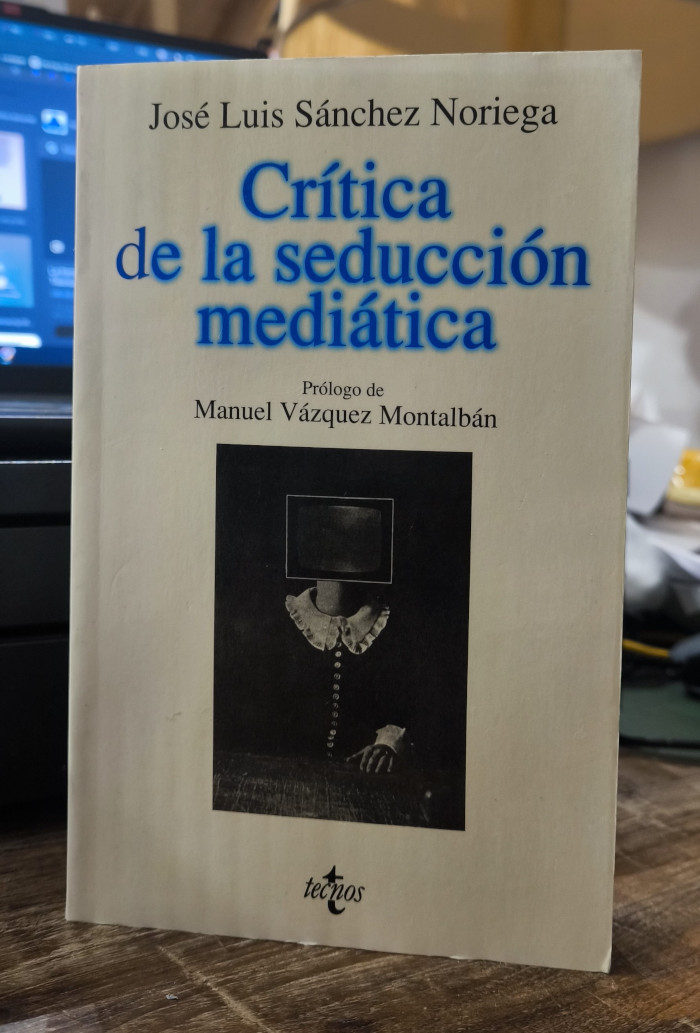 José Luis Sánchez Noriega
Crítica
de la seducción
mediática
Prólogo de
Manuel Vázquez Montalbán
tecnos